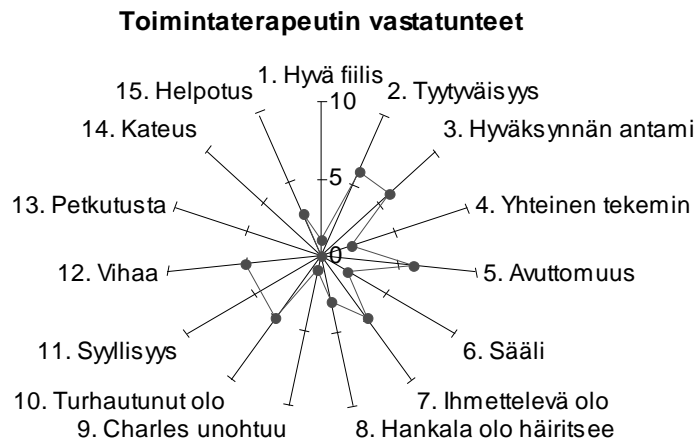 Toimintaterapeutin vastatunteet
1. Hyvä fiilis
10
2. Tyytyväisyys
3. Hyväksynnän antami
5
4. Yhteinen tekemin
0
5. Avuttomuus
6. Sääli
7. Ihmettelevä olo
8. Hankala olo häiritsee
9. Charles unohtuu
10. Turhautunut olo
11. Syyllisyys
12. Vihaa
13. Petkutusta
14. Kateus
15. Helpotus